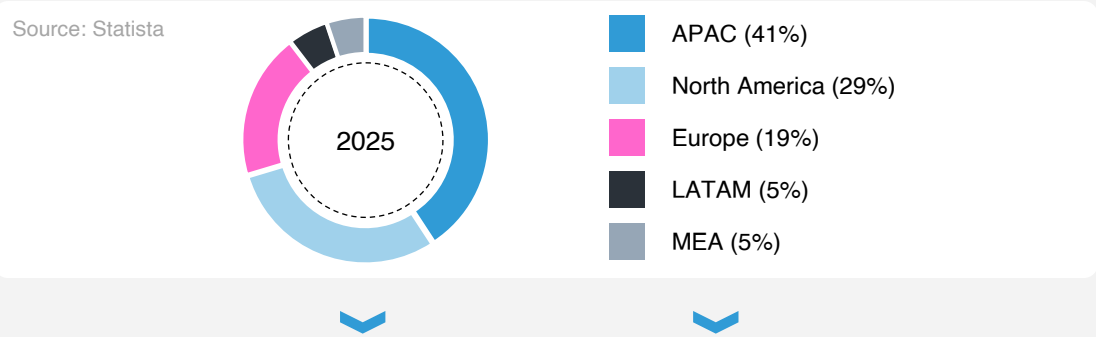 Source: Statista
2025
APAC (41%)
North America (29%)
Europe (19%)
LATAM (5%)
MEA (5%)